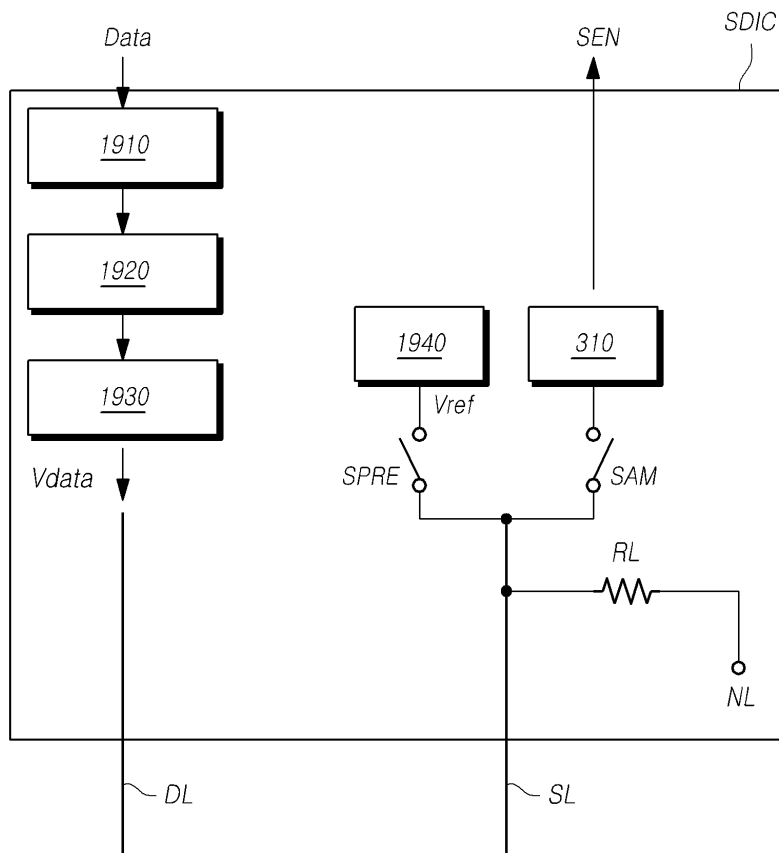 Data
SEN
SDIC
1910
1920
1940
310
1930
Vref
Vdata
SPRE
SAM
RL
NL
DL
SL